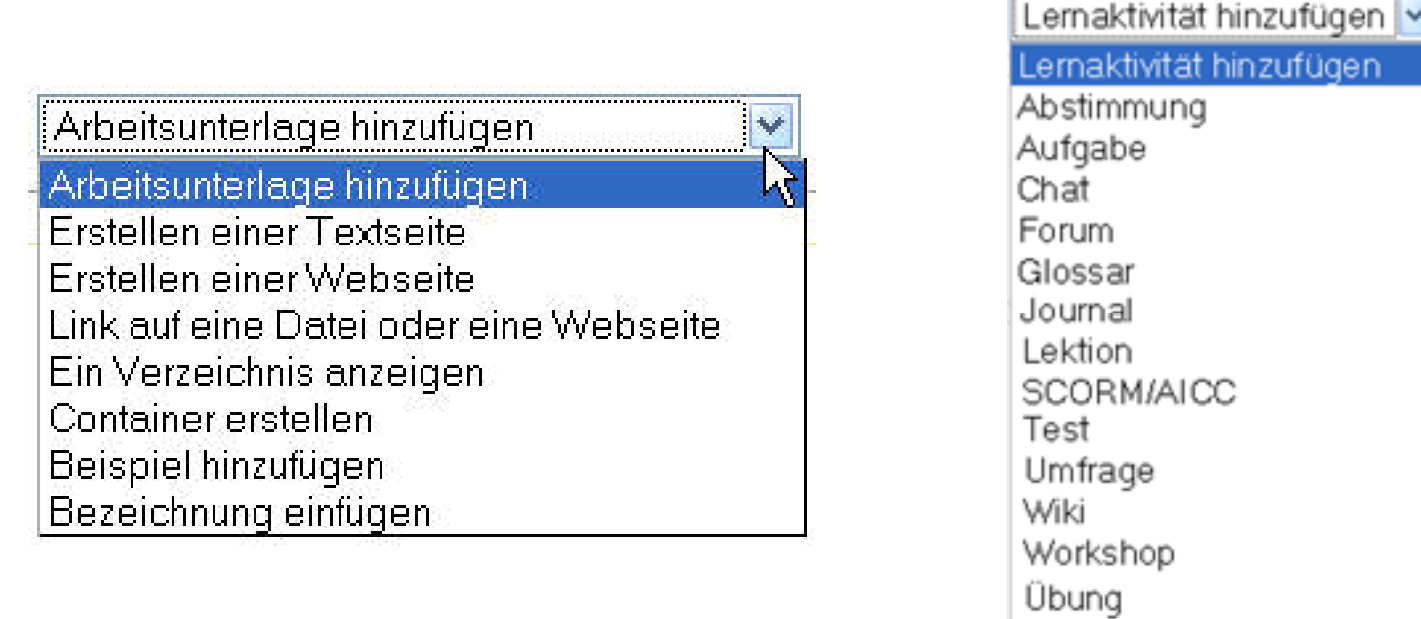 Arbeitsunterlage hinzufügen
Arbeitsunterlage hinzufügen
Erstellen einer Textseite
Erstellen einer Webseite
Link auf eine Datei oder eine Webseite
Ein Verzeichnis anzeigen
Container erstellen
Beispiel hinzufügen
Bezeichnung einfügen
Lernaktivität hinzufügen
Lernaktivität hinzufügen
Abstimmung
Aufgabe
Chat
Forum
Glossar
Journal
Lektion
SCORM/AICC
Test
Umfrage
Wiki
Workshop
Übung